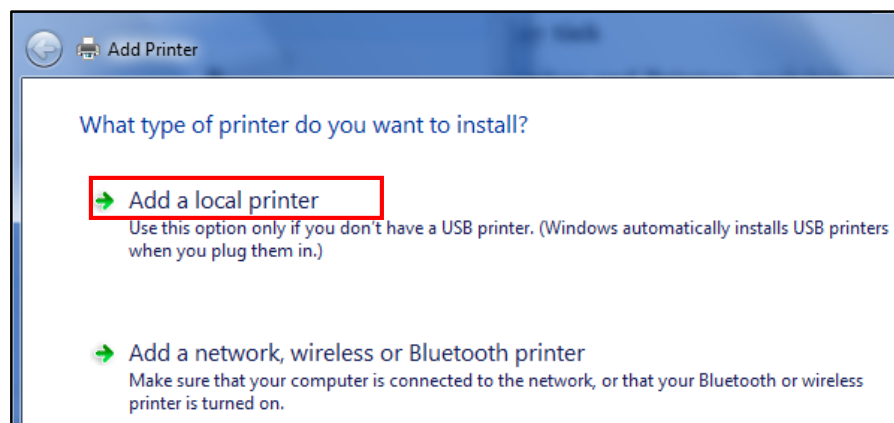 Add Printer
What type of printer do you want to install?
Add a local printer
Use this option only if you don't have a USB printer. (Windows automatically installs USB printers
when you plug them in.)
Add a network, wireless or Bluetooth printer
Make sure that your computer is connected to the network, or that your Bluetooth or wireless
printer is turned on.